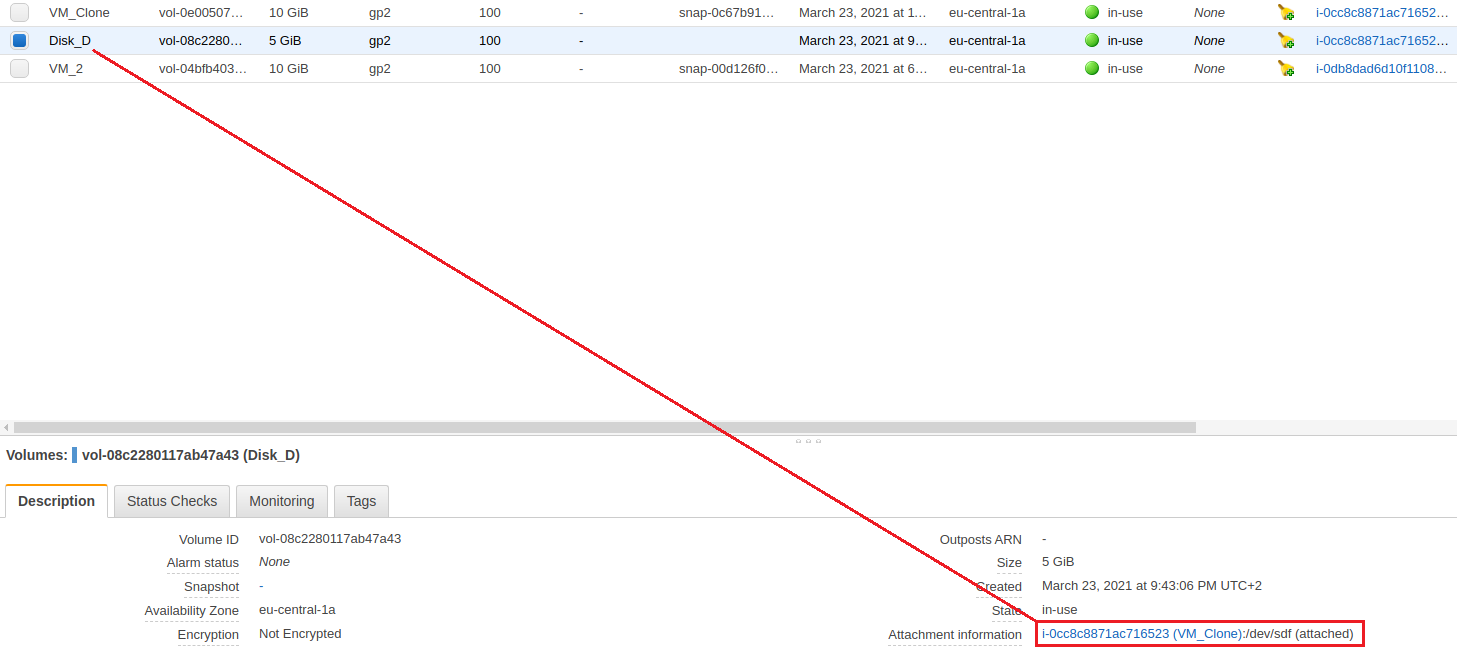 VM_Clone vol-0e00507… 10 GiB gp2 100 - snap-0c67b91… March 23, 2021 at 1… eu-central-1a in-use None i-0cc8c8871ac71652…
Disk_D vol-08c2280… 5 GiB gp2 100 - March 23, 2021 at 9… eu-central-1a in-use None i-0cc8c8871ac71652…
VM_2 vol-04bfb403… 10 GiB gp2 100 - snap-00d126f0… March 23, 2021 at 6… eu-central-1a in-use None i-0db8dad6d10f1108…
Volumes: vol-08c2280117ab47a43 (Disk_D)
Description Status Checks Monitoring Tags
Volume ID vol-08c2280117ab47a43 Outposts ARN -
Alarm status None Size 5 GiB
Snapshot - Created March 23, 2021 at 9:43:06 PM UTC+2
Availability Zone eu-central-1a State in-use
Encryption Not Encrypted Attachment information i-0cc8c8871ac716523 (VM_Clone):/dev/sdf (attached)